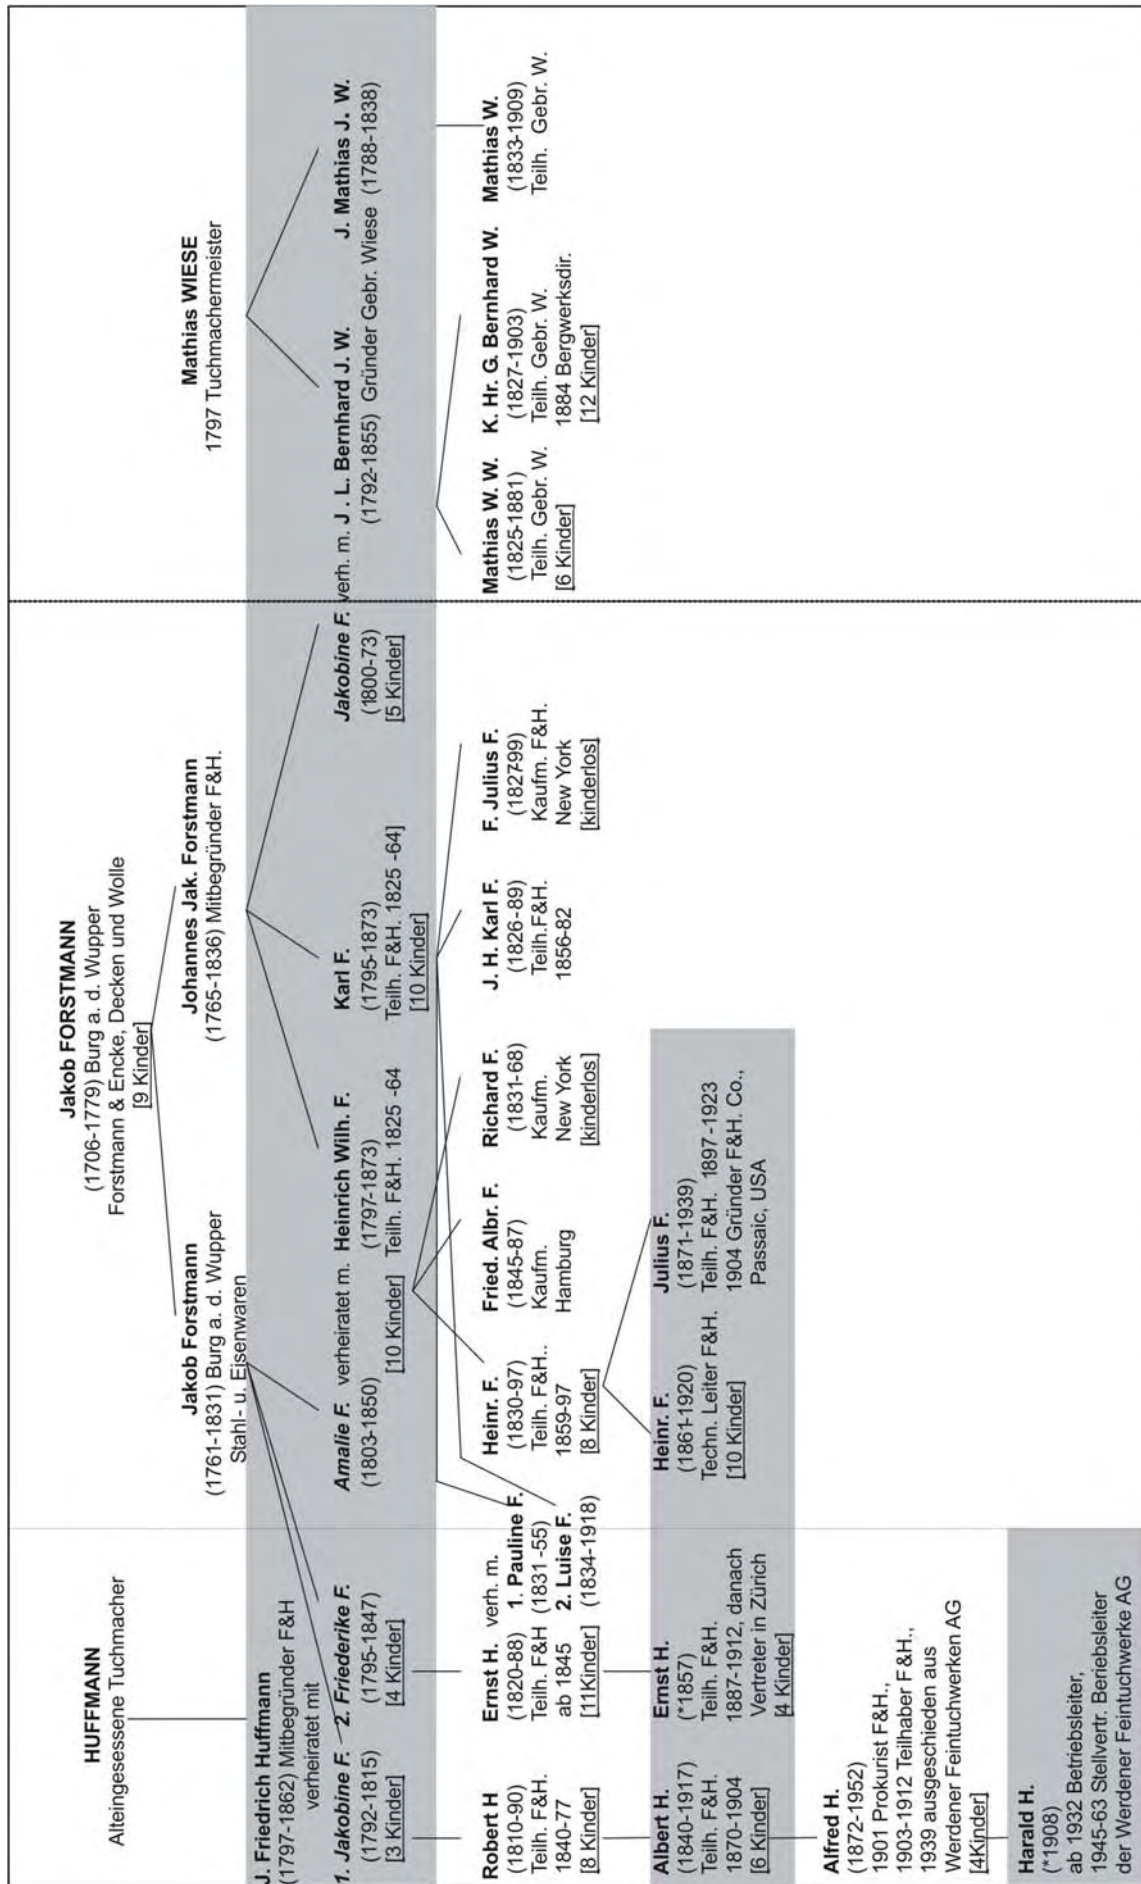 HUFFMANN
Alteingesessene Tuchmacher
Jakob FORSTMANN
(1706-1779) Burg a. d. Wupper
Forstmann & Encke, Decken und Wolle
[9 Kinder]
Mathias WIESE
1797 Tuchmachermeister
Jakob Forstmann
(1761-1831) Burg a. d. Wupper
Stahl- u. Eisenwaren
Johannes Jak. Forstmann
(1765-1836) Mitbegründer F&H.
J. Friedrich Huffmann
(1797-1862) Mitbegründer F&H
verheiratet mit
1. Jakobine F.
(1792-1815)
[3 Kinder]
2. Friederike F.
(1795-1847)
[4 Kinder]
Amalie F. verheiratet m. Heinrich Wilh. F.
(1803-1850)
(1797-1873)
Teilh. F&H. 1825 -64
[10 Kinder]
Karl F.
(1795-1873)
Teilh. F&H. 1825 -64]
[10 Kinder]
Jakobine F. verh. m. J . L. Bernhard J. W.
(1800-73)
[5 Kinder]
(1792-1855) Gründer Gebr. Wiese
J. Mathias J. W.
(1788-1838)
Robert H
(1810-90)
Teilh. F&H.
1840-77
[8 Kinder]
Ernst H. verh. m.
(1820-88)
Teilh. F&H
ab 1845
[11Kinder]
1. Pauline F.
(1831 -55)
2. Luise F.
(1834-1918)
Heinr. F.
(1830-97)
Teilh. F&H..
1859-97
[8 Kinder]
Fried. Albr. F.
(1845-87)
Kaufm.
Hamburg
Richard F.
(1831-68)
Kaufm.
New York
[kinderlos]
J. H. Karl F.
(1826-89)
Teilh.F&H.
1856-82
F. Julius F.
(182799)
Kaufm. F&H.
New York
[kinderlos]
Mathias W. W.
(1825-1881)
Teilh. Gebr. W.
[6 Kinder]
K. Hr. G. Bernhard W.
(1827-1903)
Teilh. Gebr. W.
1884 Bergwerksdir.
[12 Kinder]
Mathias W.
(1833-1909)
Teilh. Gebr. W.
Albert H.
(1840-1917)
Teilh. F&H.
1870-1904
[6 Kinder]
Ernst H.
(*1857)
Teilh. F&H.
1887-1912, danach
Vertreter in Zürich
[4 Kinder]
Heinr. F.
(1861-1920)
Techn. Leiter F&H.
[10 Kinder]
Julius F.
(1871-1939)
Teilh. F&H. 1897 -1923
1904 Gründer F&H. Co.,
Passaic, USA
Alfred H.
(1872-1952)
1901 Prokurist F&H.,
1903-1912 Teilhaber F &H.,
1939 ausgeschieden aus
Werdener Feintuchwerken AG
[4Kinder]
Harald H.
(*1908)
ab 1932 Betriebsleiter,
1945-63 Stellvertr. Beriebsleiter
der Werdener Feintuchwerke AG